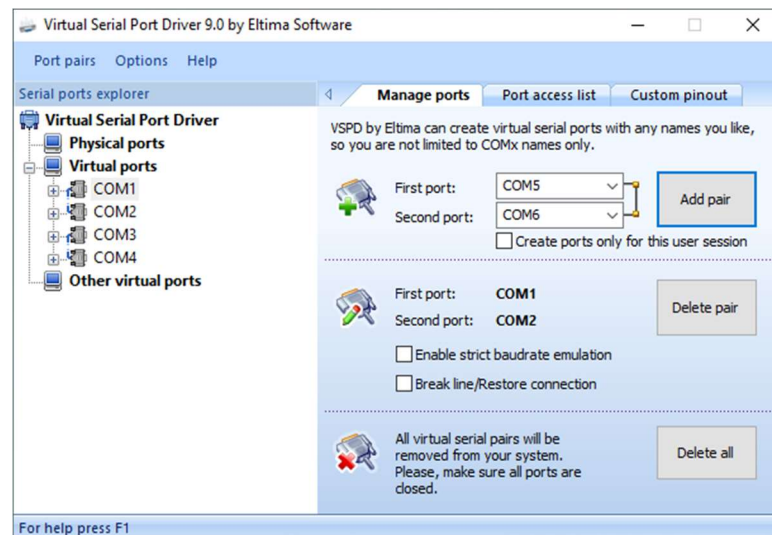 Virtual Serial Port Driver 9.0 by Eltima Software
Port pairs Options Help
Serial ports explorer
Virtual Serial Port Driver
Physical ports
Virtual ports
COM1
COM2
COM3
COM4
Other virtual ports
Manage ports Port access list Custom pinout
VSPD by Eltima can create virtual serial ports with any names you like,
so you are not limited to COMx names only.
First port: COM5
Second port: COM6
Add pair
Create ports only for this user session
First port: COM1
Second port: COM2
Delete pair
Enable strict baudrate emulation
Break line/Restore connection
All virtual serial pairs will be
removed from your system.
Please, make sure all ports are
closed.
Delete all
For help press F1